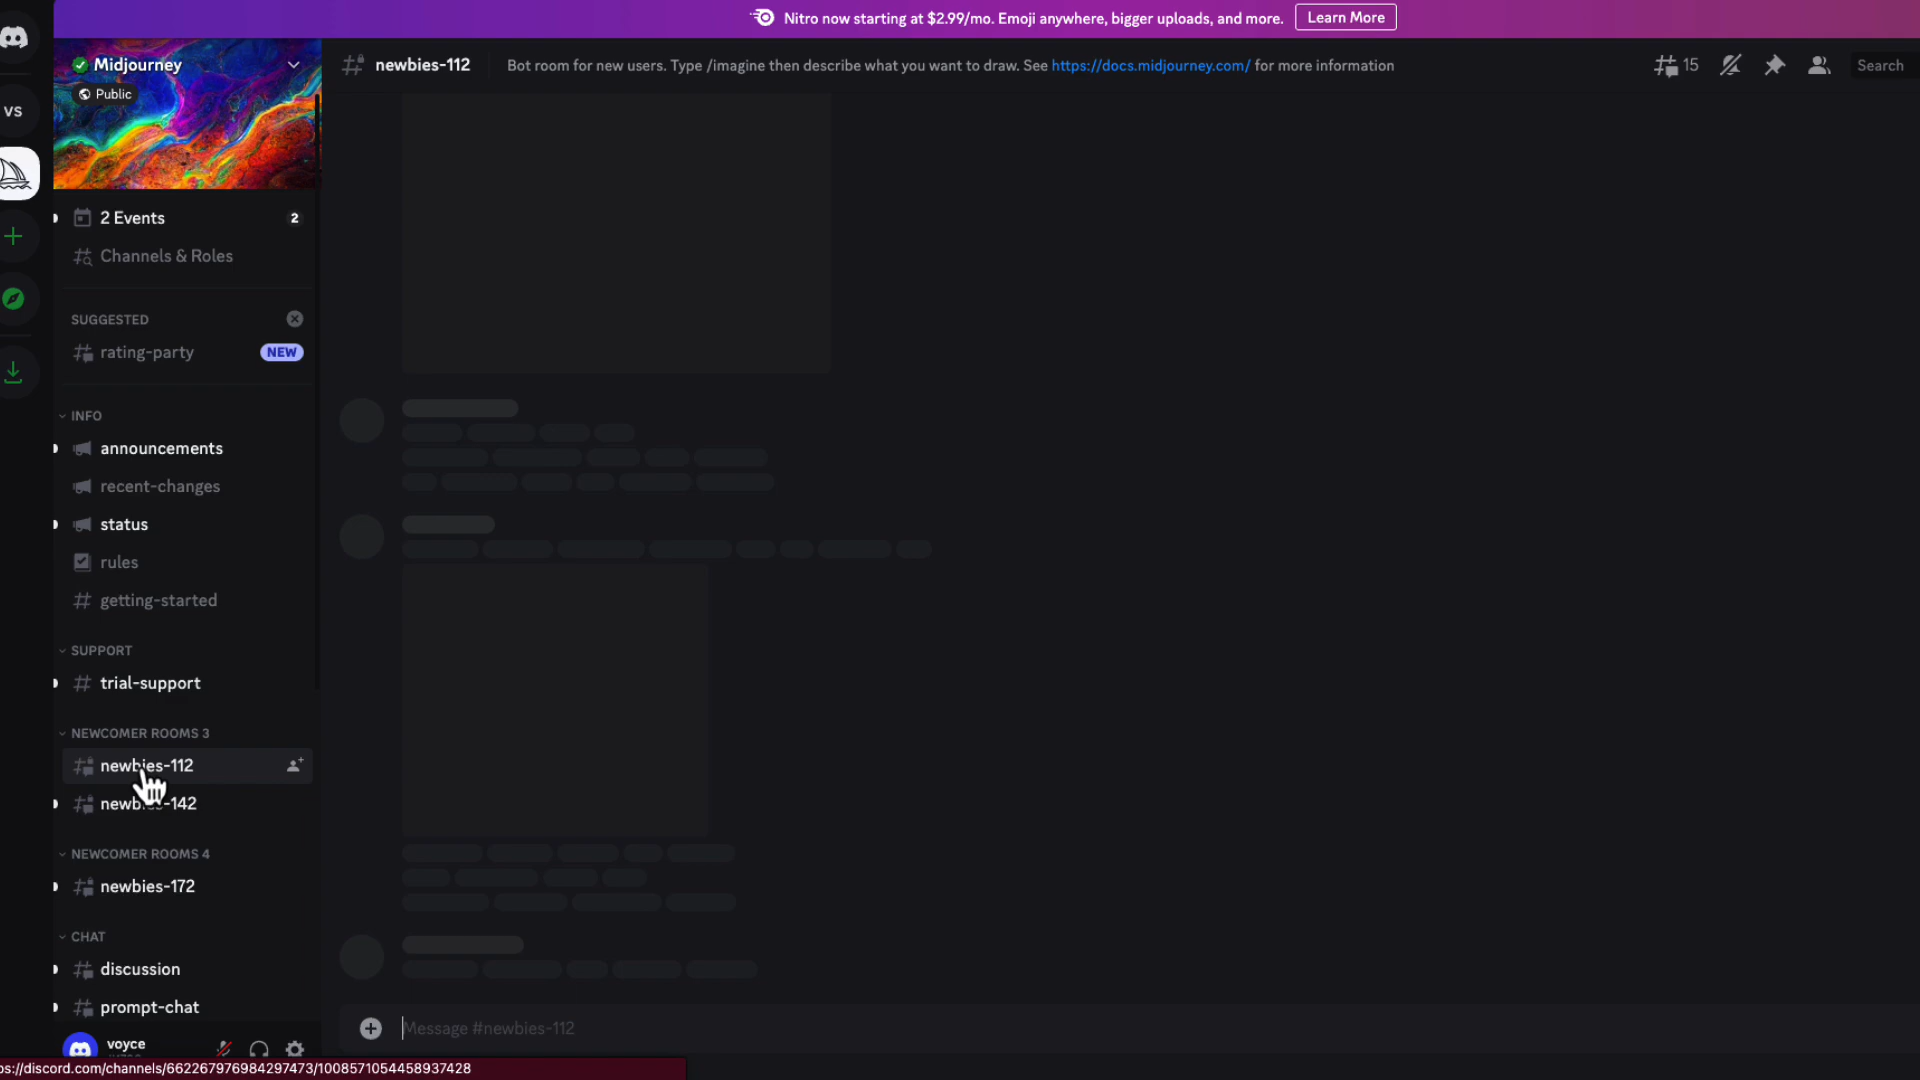 Nitro now starting at $2.99/mo. Emoji anywhere, bigger uploads, and more. Learn More
Midjourney
Public
newbies-112
Bot room for new users. Type /imagine then describe what you want to draw. See https://docs.midjourney.com/ for more information
15
Search
VS
2 Events 2
Channels & Roles
SUGGESTED
rating-party NEW
INFO
announcements
recent-changes
status
rules
getting-started
SUPPORT
trial-support
NEWCOMER ROOMS 3
newbies-112
newbies-142
NEWCOMER ROOMS 4
newbies-172
CHAT
discussion
prompt-chat
Message #newbies-112
voyce
ps://discord.com/channels/662267976984297473/1008571054458937428